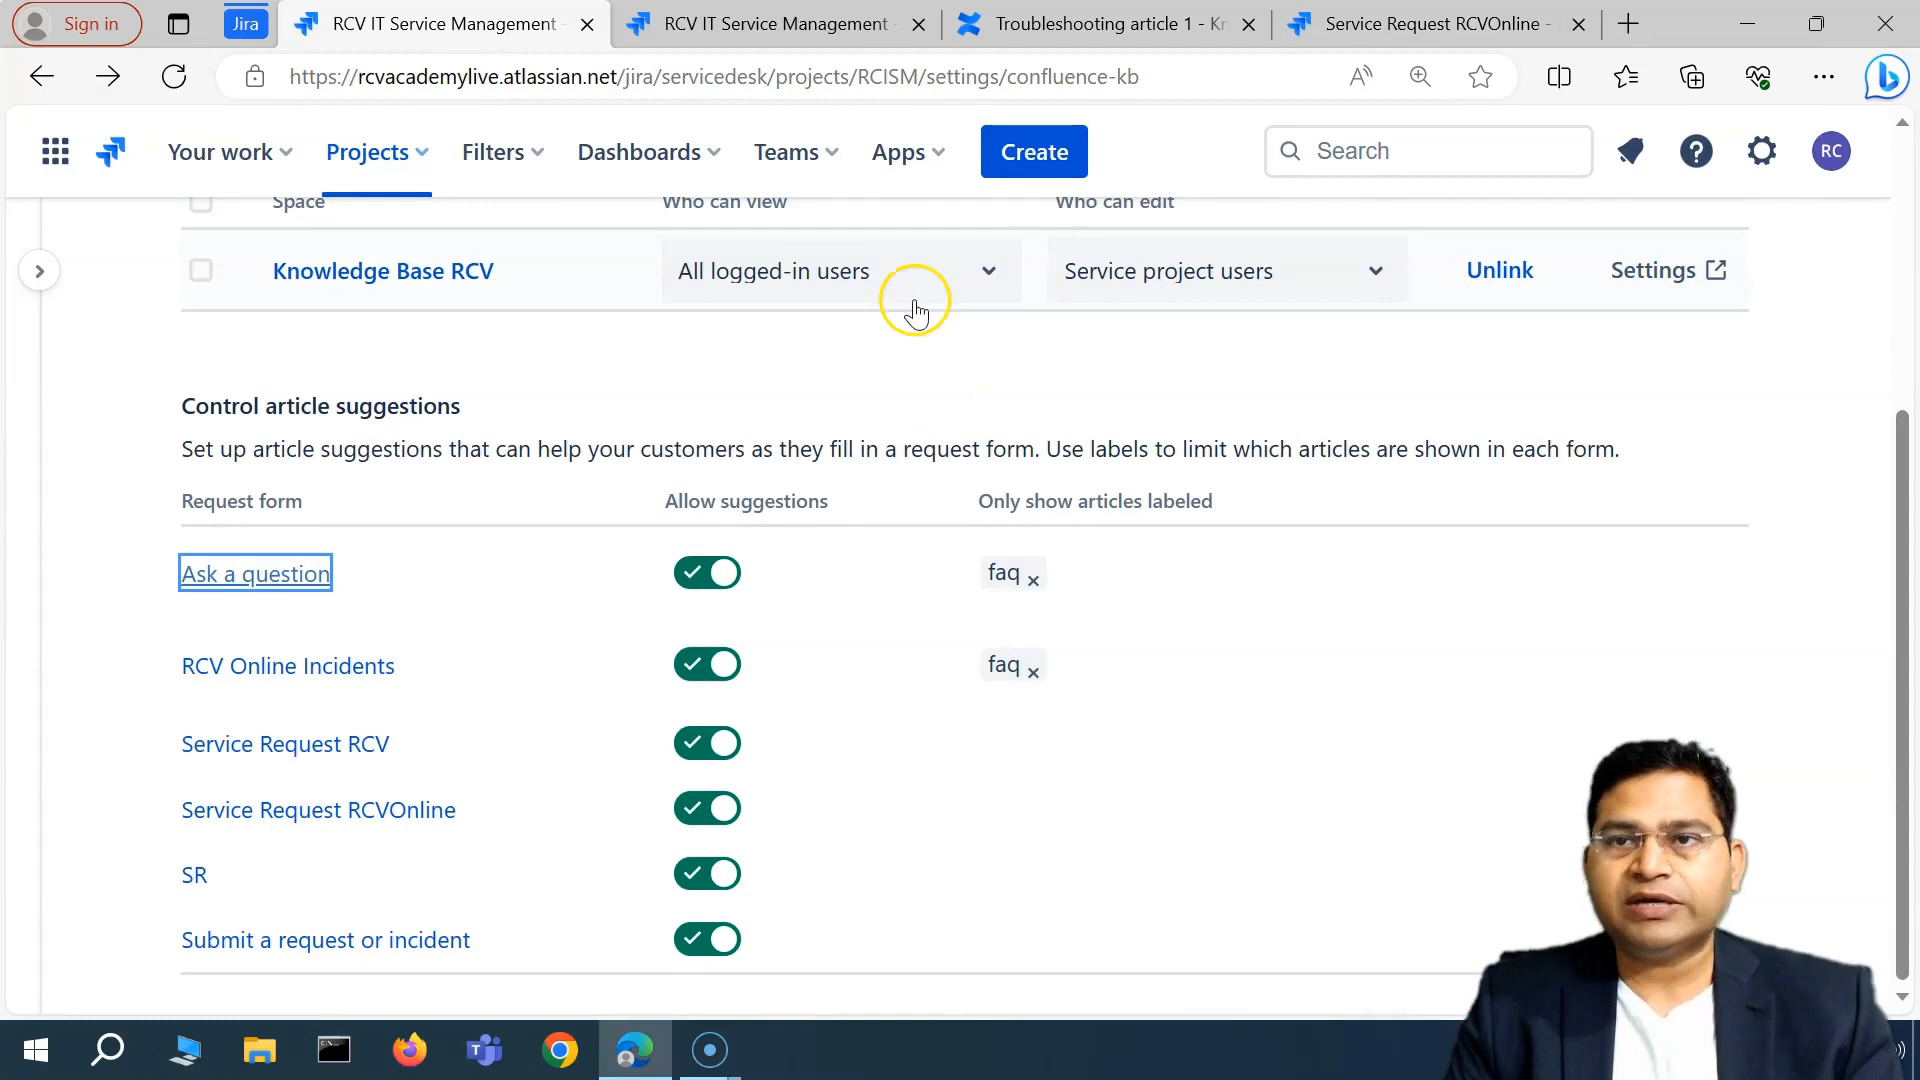 Sign in
Jira
RCV IT Service Management -
RCV IT Service Management -
Troubleshooting article 1 - Kn
Service Request RCVOnline -
https://rcvacademylive.atlassian.net/jira/servicedesk/projects/RCISM/settings/confluence-kb
Your work
Projects
Filters
Dashboards
Teams
Apps
Create
Search
RC
Space
Who can view
Who can edit
Knowledge Base RCV
All logged-in users
Service project users
Unlink
Settings
Control article suggestions
Set up article suggestions that can help your customers as they fill in a request form. Use labels to limit which articles are shown in each form.
Request form
Allow suggestions
Only show articles labeled
Ask a question
faq
RCV Online Incidents
faq
Service Request RCV
Service Request RCVOnline
SR
Submit a request or incident